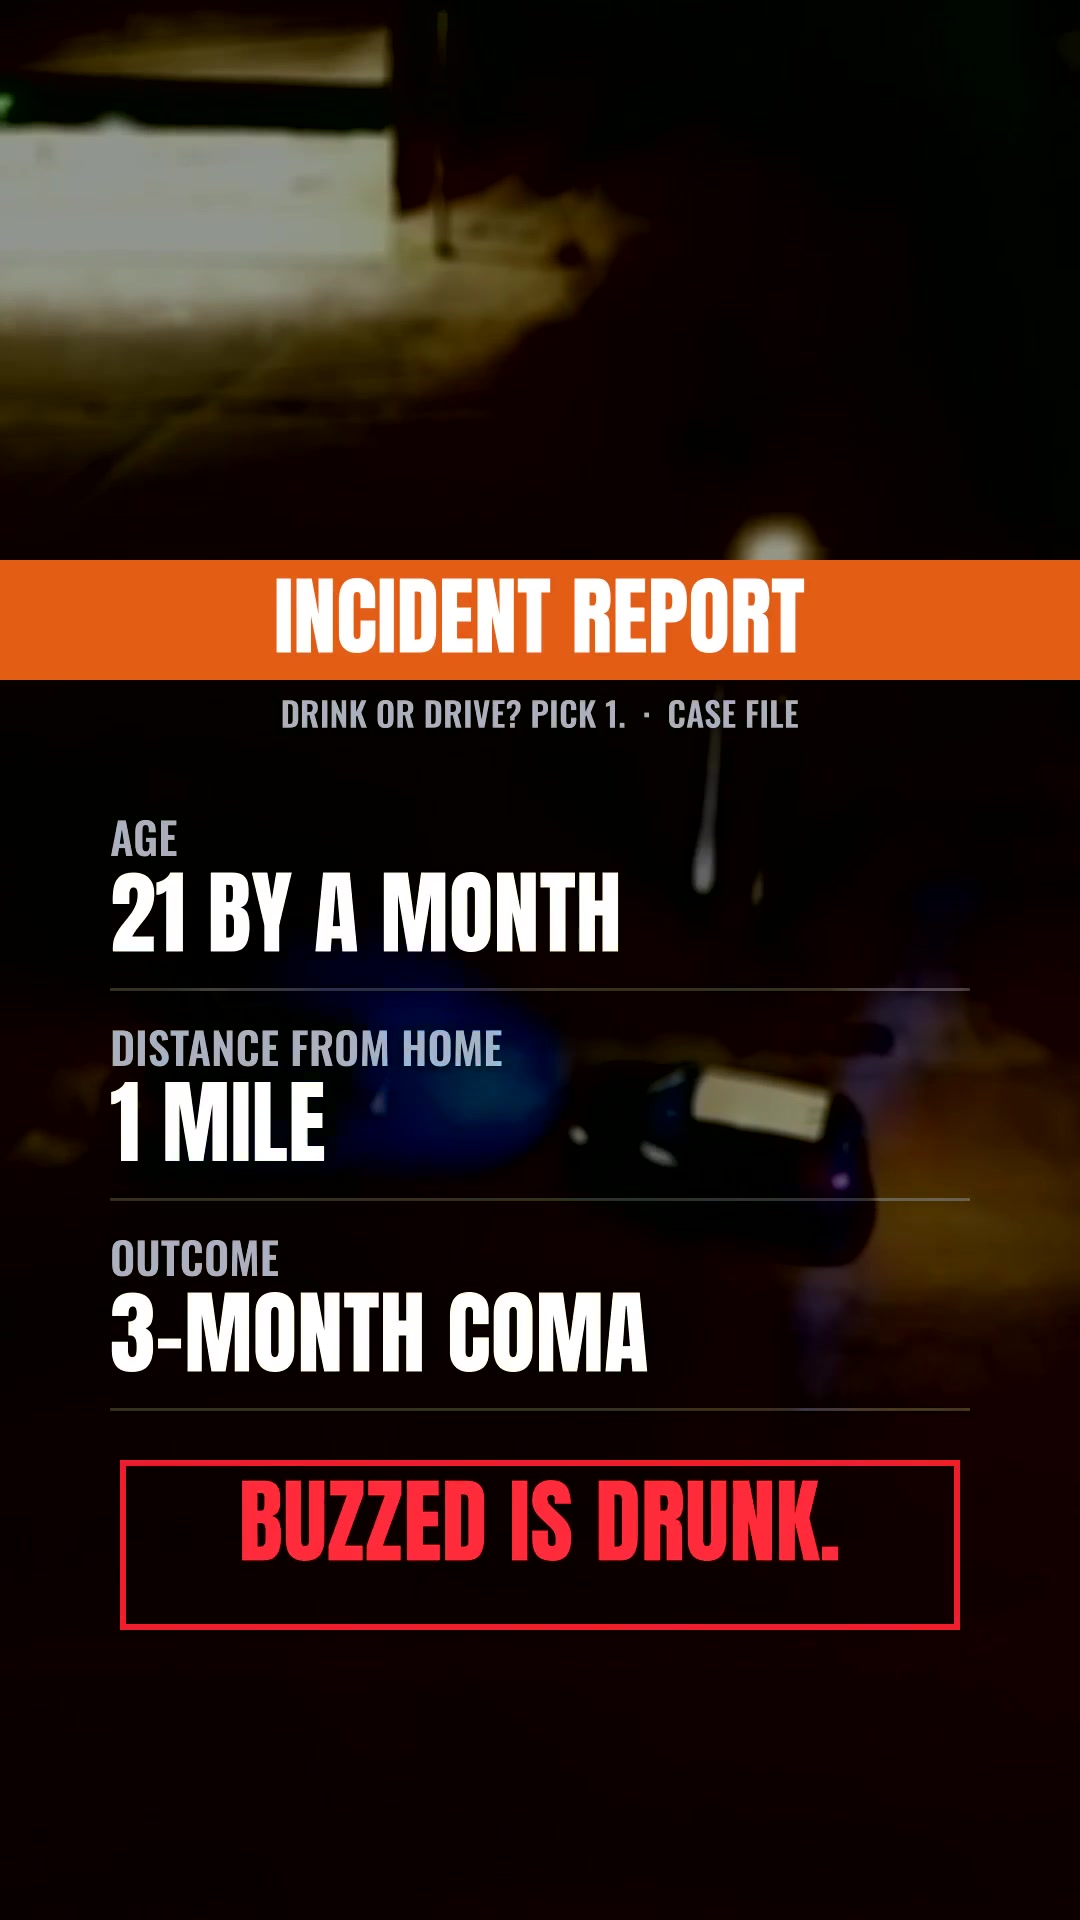 INCIDENT REPORT
DRINK OR DRIVE? PICK 1. · CASE FILE
AGE
21 BY A MONTH
DISTANCE FROM HOME
1 MILE
OUTCOME
3-MONTH COMA
BUZZED IS DRUNK.